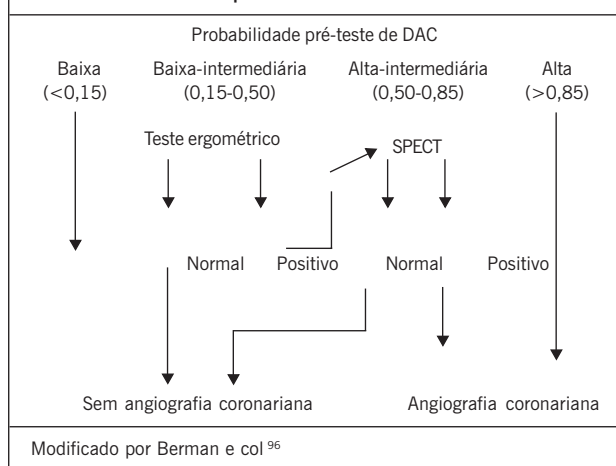 Probabilidade pré-teste de DAC
Baixa Baixa-intermediária Alta-intermediária Alta
(<0,15) (0,15-0,50) (0,50-0,85) (>0,85)
Teste ergométrico SPECT
Normal Positivo Normal Positivo
Sem angiografia coronariana Angiografia coronariana
Modificado por Berman e col 96